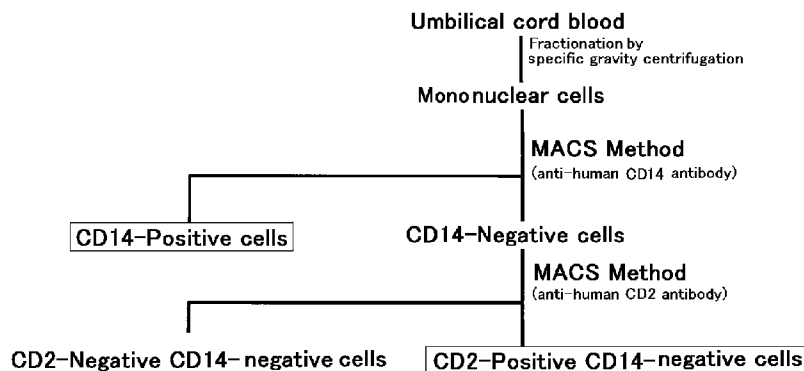 Umbilical cord blood
Fractionation by
specific gravity centrifugation
Mononuclear cells
MACS Method
(anti-human CD14 antibody)
CD14-Positive cells
CD14-Negative cells
MACS Method
(anti-human CD2 antibody)
CD2-Negative CD14-negative cells
CD2-Positive CD14-negative cells